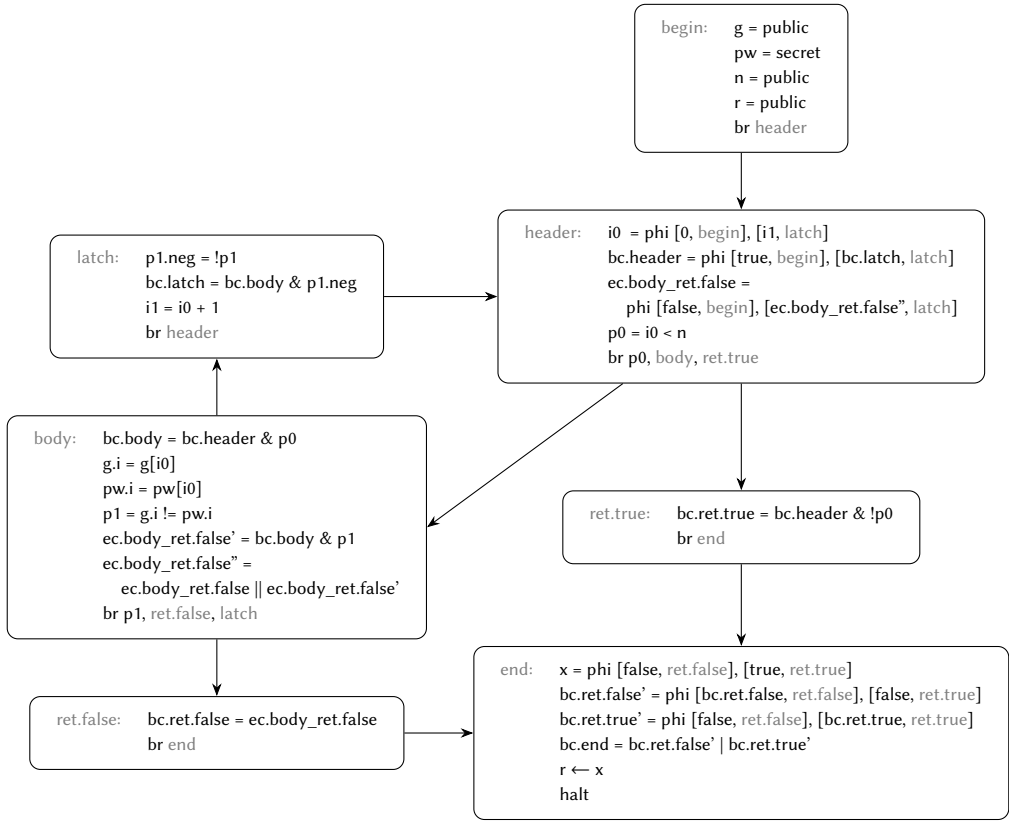 begin: g = public
pw = secret
n = public
r = public
br header
header: i0 = phi [0, begin], [i1, latch]
bc.header = phi [true, begin], [bc.latch, latch]
ec.body_ret.false =
phi [false, begin], [ec.body_ret.false”, latch]
p0 = i0 < n
br p0, body, ret.true
latch: p1.neg = !p1
bc.latch = bc.body & p1.neg
i1 = i0 + 1
br header
body: bc.body = bc.header & p0
g.i = g[i0]
pw.i = pw[i0]
p1 = g.i != pw.i
ec.body_ret.false’ = bc.body & p1
ec.body_ret.false” =
ec.body_ret.false || ec.body_ret.false’
br p1, ret.false, latch
ret.true: bc.ret.true = bc.header & !p0
br end
ret.false: bc.ret.false = ec.body_ret.false
br end
end: x = phi [false, ret.false], [true, ret.true]
bc.ret.false’ = phi [bc.ret.false, ret.false], [false, ret.true]
bc.ret.true’ = phi [false, ret.false], [bc.ret.true, ret.true]
bc.end = bc.ret.false’ | bc.ret.true’
r ← x
halt